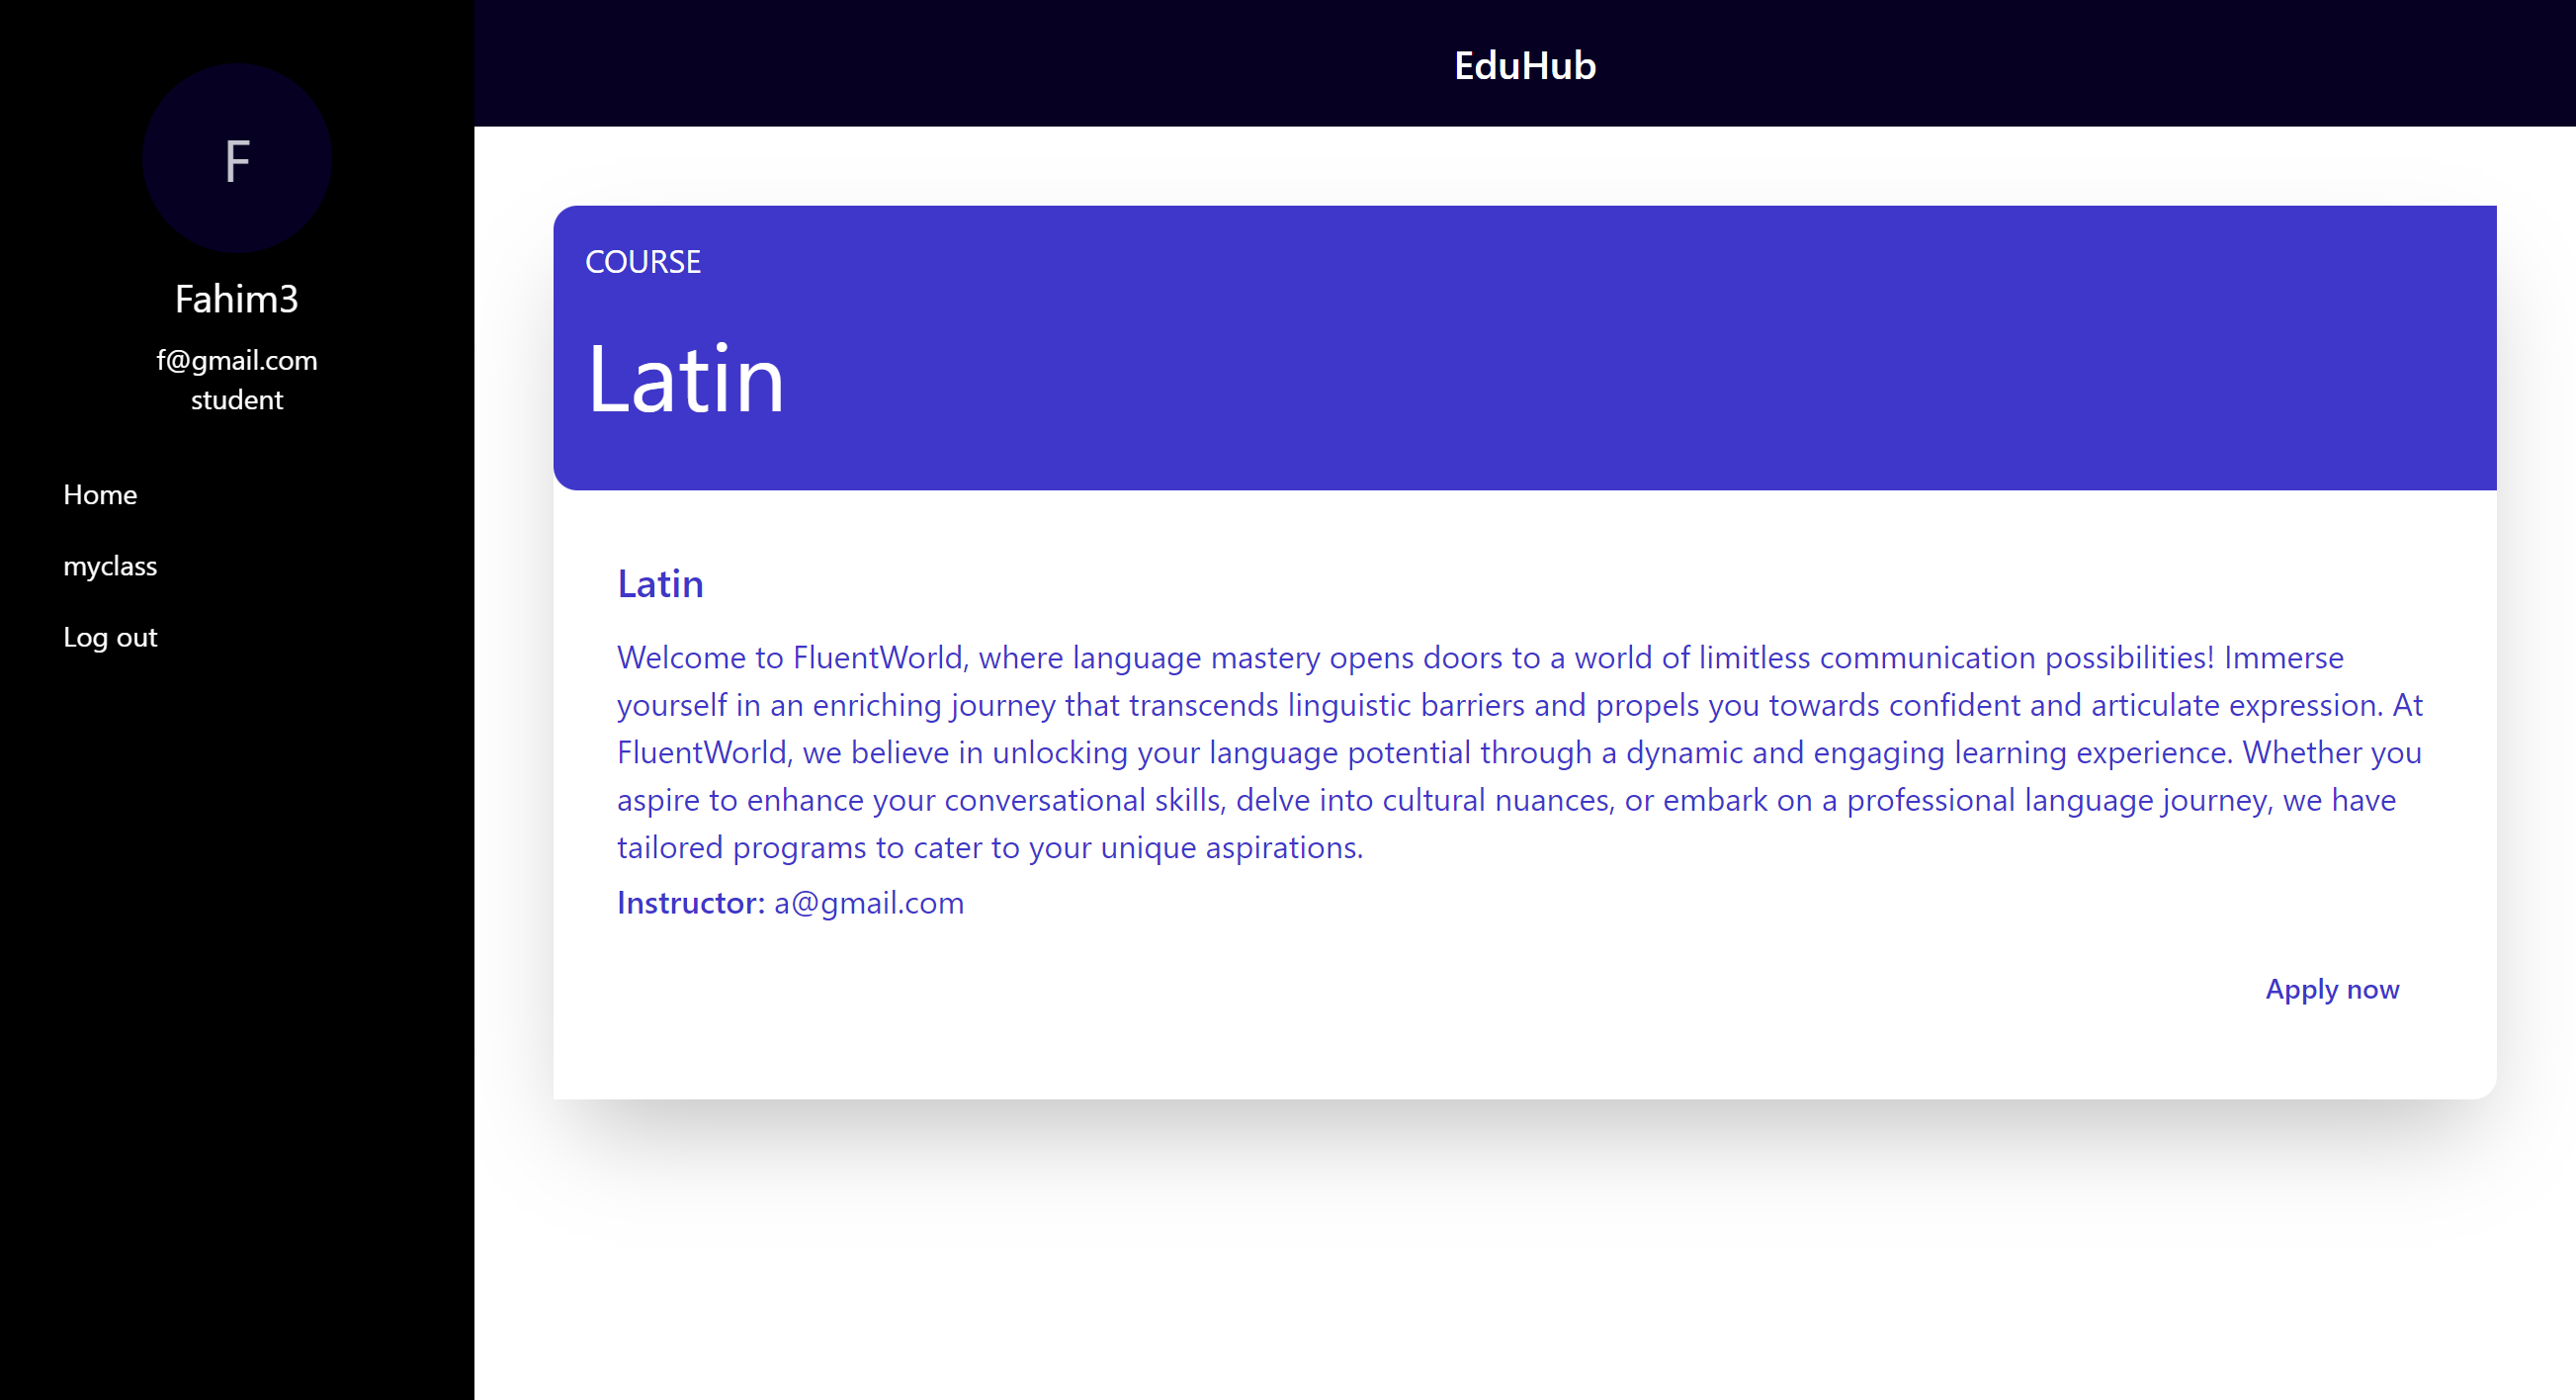 F
Fahim3
f@gmail.com
student
Home
myclass
Log out
EduHub
COURSE
Latin
Latin
Welcome to FluentWorld, where language mastery opens doors to a world of limitless communication possibilities! Immerse
yourself in an enriching journey that transcends linguistic barriers and propels you towards confident and articulate expression. At
FluentWorld, we believe in unlocking your language potential through a dynamic and engaging learning experience. Whether you
aspire to enhance your conversational skills, delve into cultural nuances, or embark on a professional language journey, we have
tailored programs to cater to your unique aspirations.
Instructor: a@gmail.com
Apply now